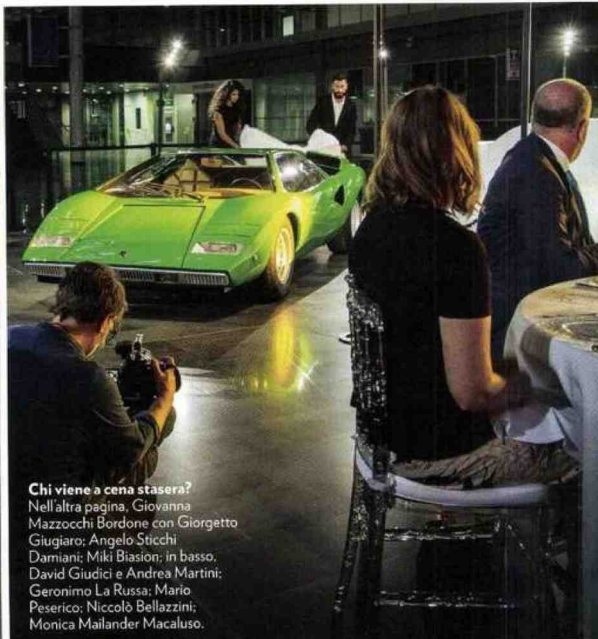 Chi viene a cena stasera?
Nell'altra pagina, Giovanna
Mazzocchi Bordone con Giorgetto
Giugiaro; Angelo Sticchi
Damiani; Miki Biasion; in basso,
David Giudici e Andrea Martini;
Geronimo La Russa; Mario
Peserico; Niccolò Bellazzini;
Monica Mailander Macaluso.